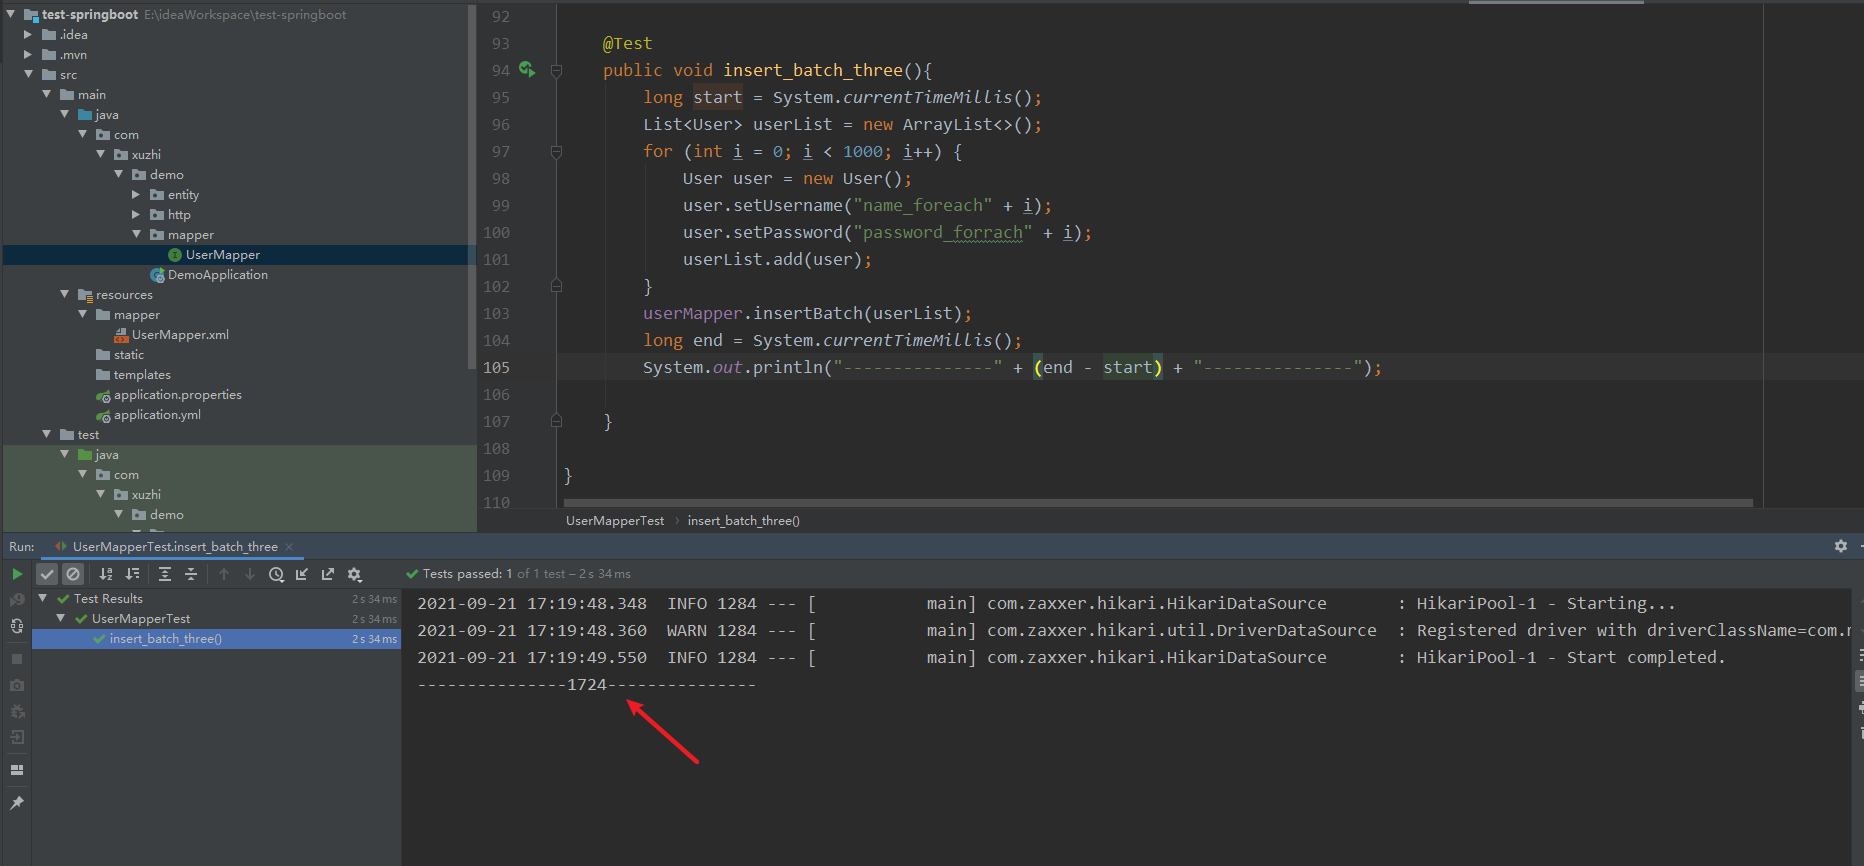 test-springboot E:\ideaWorkspace\test-springboot
.idea
.mvn
src
main
java
com
xuzhi
demo
entity
http
mapper
UserMapper
DemoApplication
resources
mapper
UserMapper.xml
static
templates
application.properties
application.yml
test
java
com
xuzhi
demo
92
93 @Test
94 public void insert_batch_three(){
95 long start = System.currentTimeMillis();
96 List<User> userList = new ArrayList<>();
97 for (int i = 0; i < 1000; i++) {
98 User user = new User();
99 user.setUsername("name_foreach" + i);
100 user.setPassword("password_forrach" + i);
101 userList.add(user);
102 }
103 userMapper.insertBatch(userList);
104 long end = System.currentTimeMillis();
105 System.out.println("---------------" + (end - start) + "---------------");
106
107 }
108
109 }
110
UserMapperTest › insert_batch_three()
Run: UserMapperTest.insert_batch_three
Tests passed: 1 of 1 test – 2 s 34 ms
Test Results 2 s 34 ms
UserMapperTest 2 s 34 ms
insert_batch_three() 2 s 34 ms
2021-09-21 17:19:48.348 INFO 1284 --- [ main] com.zaxxer.hikari.HikariDataSource : HikariPool-1 - Starting...
2021-09-21 17:19:48.360 WARN 1284 --- [ main] com.zaxxer.hikari.util.DriverDataSource : Registered driver with driverClassName=com.
2021-09-21 17:19:49.550 INFO 1284 --- [ main] com.zaxxer.hikari.HikariDataSource : HikariPool-1 - Start completed.
---------------1724---------------